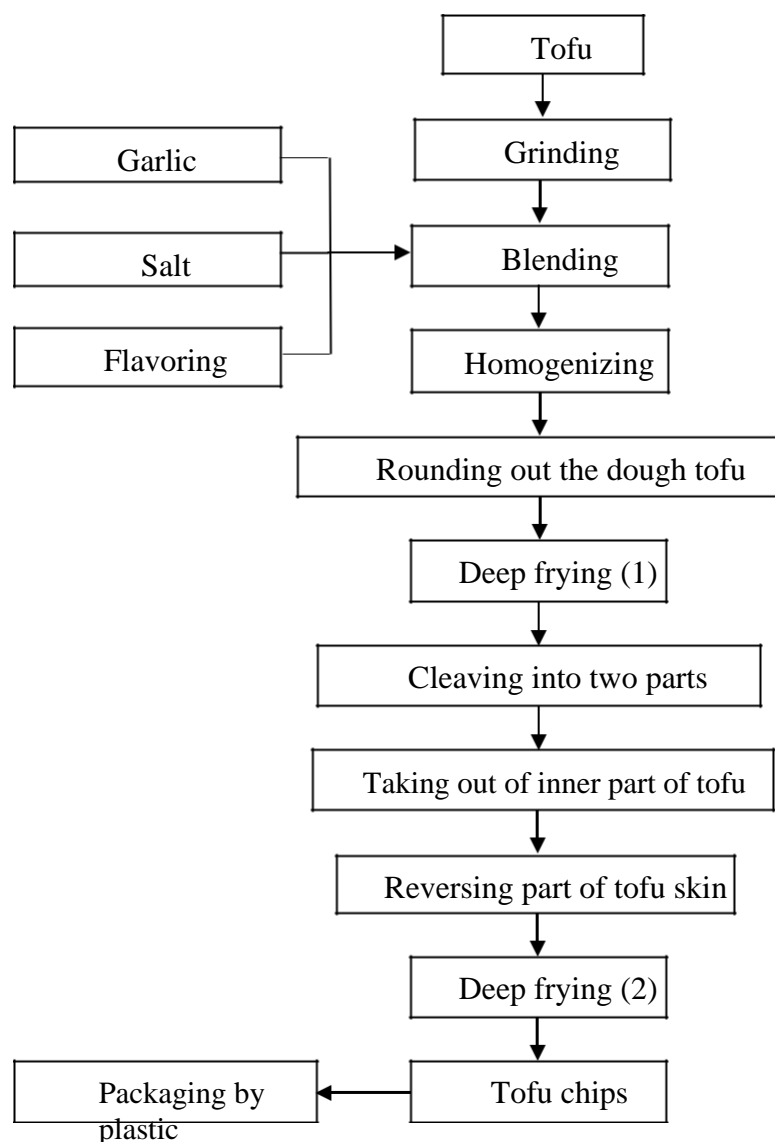 Tofu
Grinding
Garlic
Salt
Blending
Flavoring
Homogenizing
Rounding out the dough tofu
Deep frying (1)
Cleaving into two parts
Taking out of inner part of tofu
Reversing part of tofu skin
Deep frying (2)
Tofu chips
Packaging by
plastic